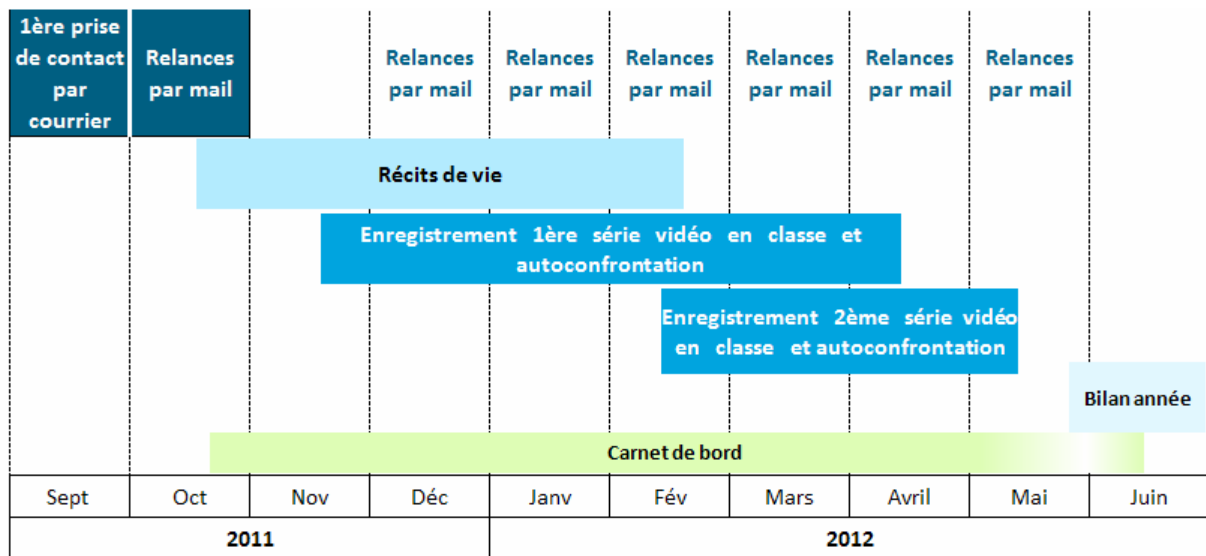 1ère prise
de contact
par
courrier
Relances
par mail
Relances
par mail
Relances
par mail
Relances
par mail
Relances
par mail
Relances
par mail
Relances
par mail
Récits de vie
Enregistrement 1ère série vidéo en classe et
autoconfrontation
Enregistrement 2ème série vidéo
en classe et autoconfrontation
Bilan année
Carnet de bord
Sept Oct Nov Déc Janv Fév Mars Avril Mai Juin
2011 2012